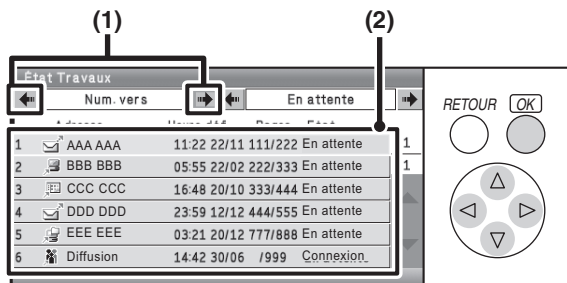 (1) (2)
État Travaux
Num. vers En attente
RETOUR OK
1 AAA AAA 11:22 22/11 111/222 En attente 1
2 BBB BBB 05:55 22/02 222/333 En attente 1
3 CCC CCC 16:48 20/10 333/444 En attente
4 DDD DDD 23:59 12/12 444/555 En attente
5 EEE EEE 03:21 20/12 777/888 En attente
6 Diffusion 14:42 30/06 /999 Connexion